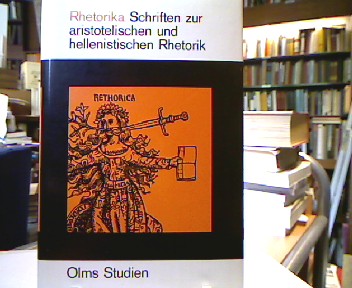 Rhetorika Schriften zur
aristotelischen und
hellenistischen Rhetorik
RETHORICA
Olms Studien